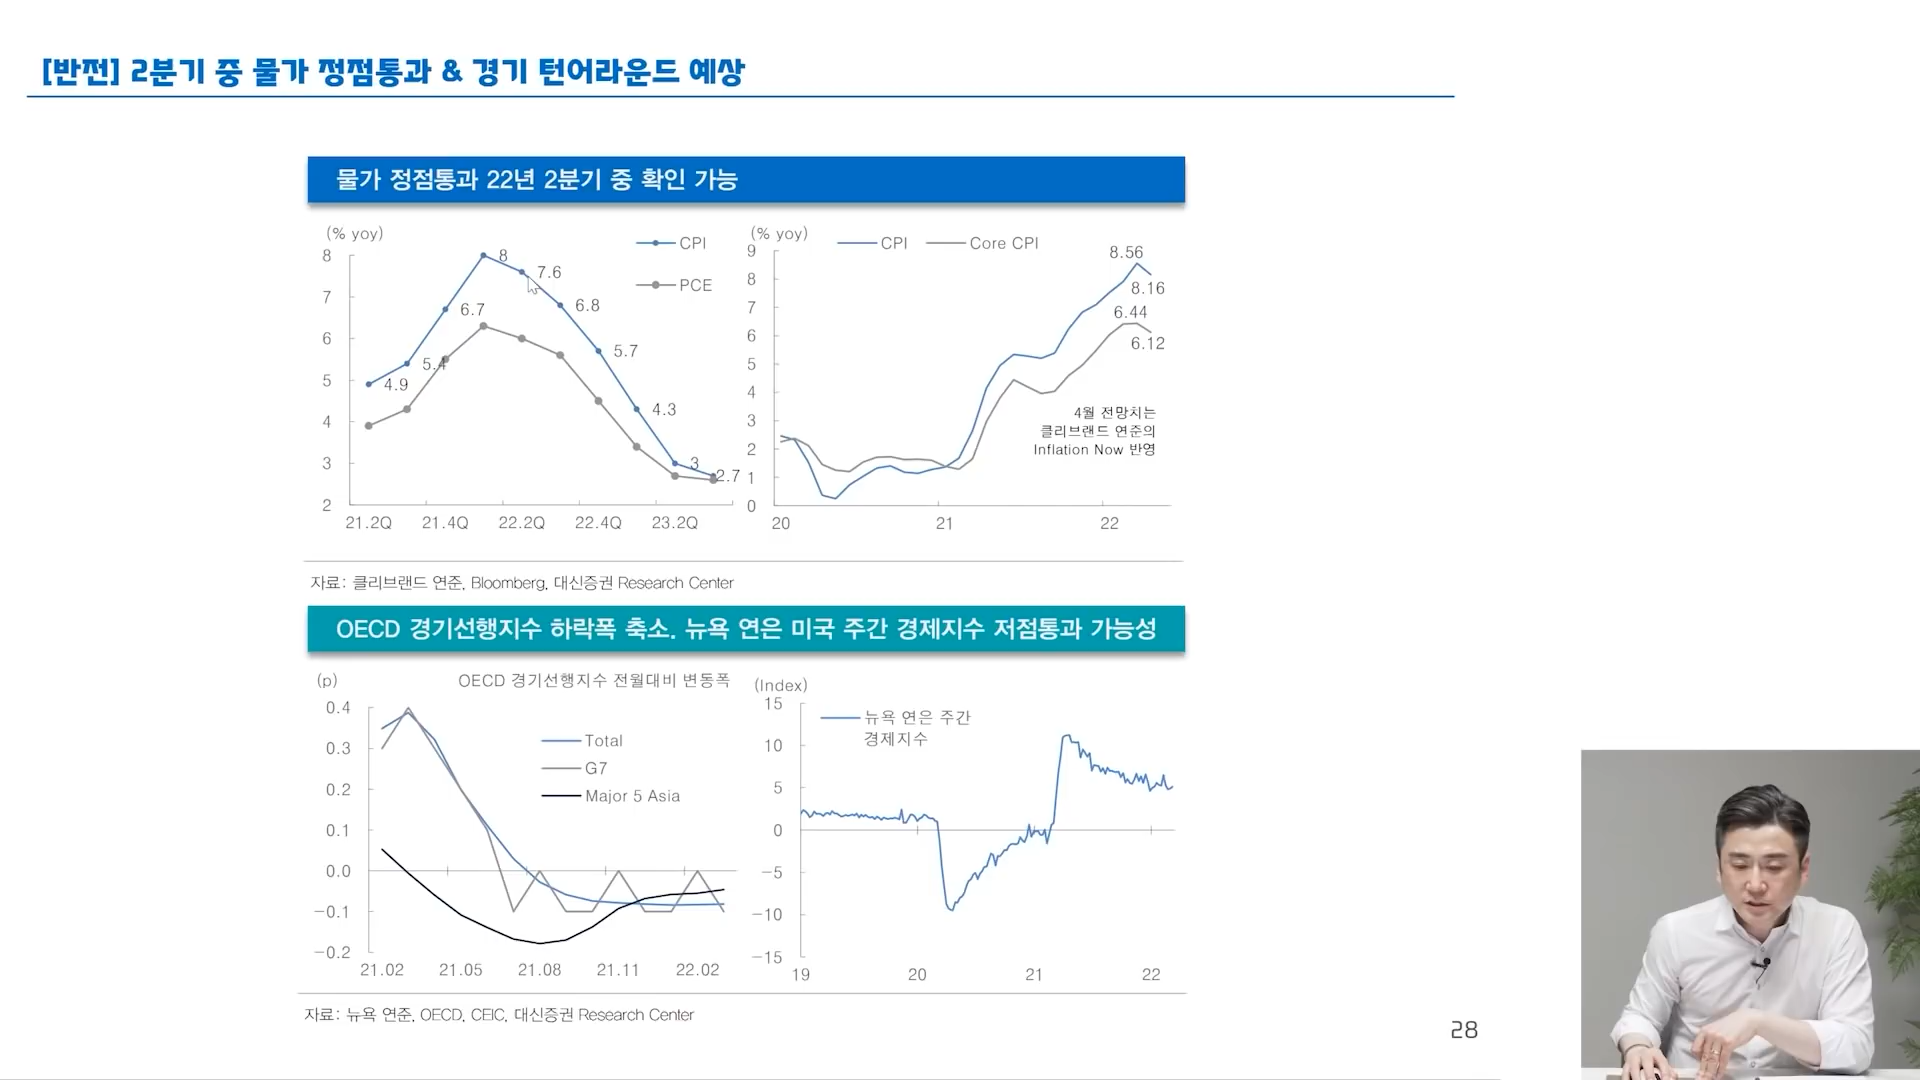 [반전] 2분기 중 물가 정점통과 & 경기 턴어라운드 예상
물가 정점통과 22년 2분기 중 확인 가능
(% yoy)
CPI
PCE
8
7
6
5
4
3
2
4.9
5.4
6.7
8
7.6
6.8
5.7
4.3
3
2.7
21.2Q 21.4Q 22.2Q 22.4Q 23.2Q
(% yoy)
CPI
Core CPI
9
8
7
6
5
4
3
2
1
0
8.56
8.16
6.44
6.12
4월 전망치는
클리브랜드 연준의
Inflation Now 반영
20 21 22
자료: 클리브랜드 연준, Bloomberg, 대신증권 Research Center
OECD 경기선행지수 하락폭 축소. 뉴욕 연은 미국 주간 경제지수 저점통과 가능성
(p)
OECD 경기선행지수 전월대비 변동폭
0.4
0.3
0.2
0.1
0.0
-0.1
-0.2
Total
G7
Major 5 Asia
21.02 21.05 21.08 21.11 22.02
(Index)
뉴욕 연은 주간
경제지수
15
10
5
0
-5
-10
-15
19 20 21 22
자료: 뉴욕 연준, OECD, CEIC, 대신증권 Research Center
28